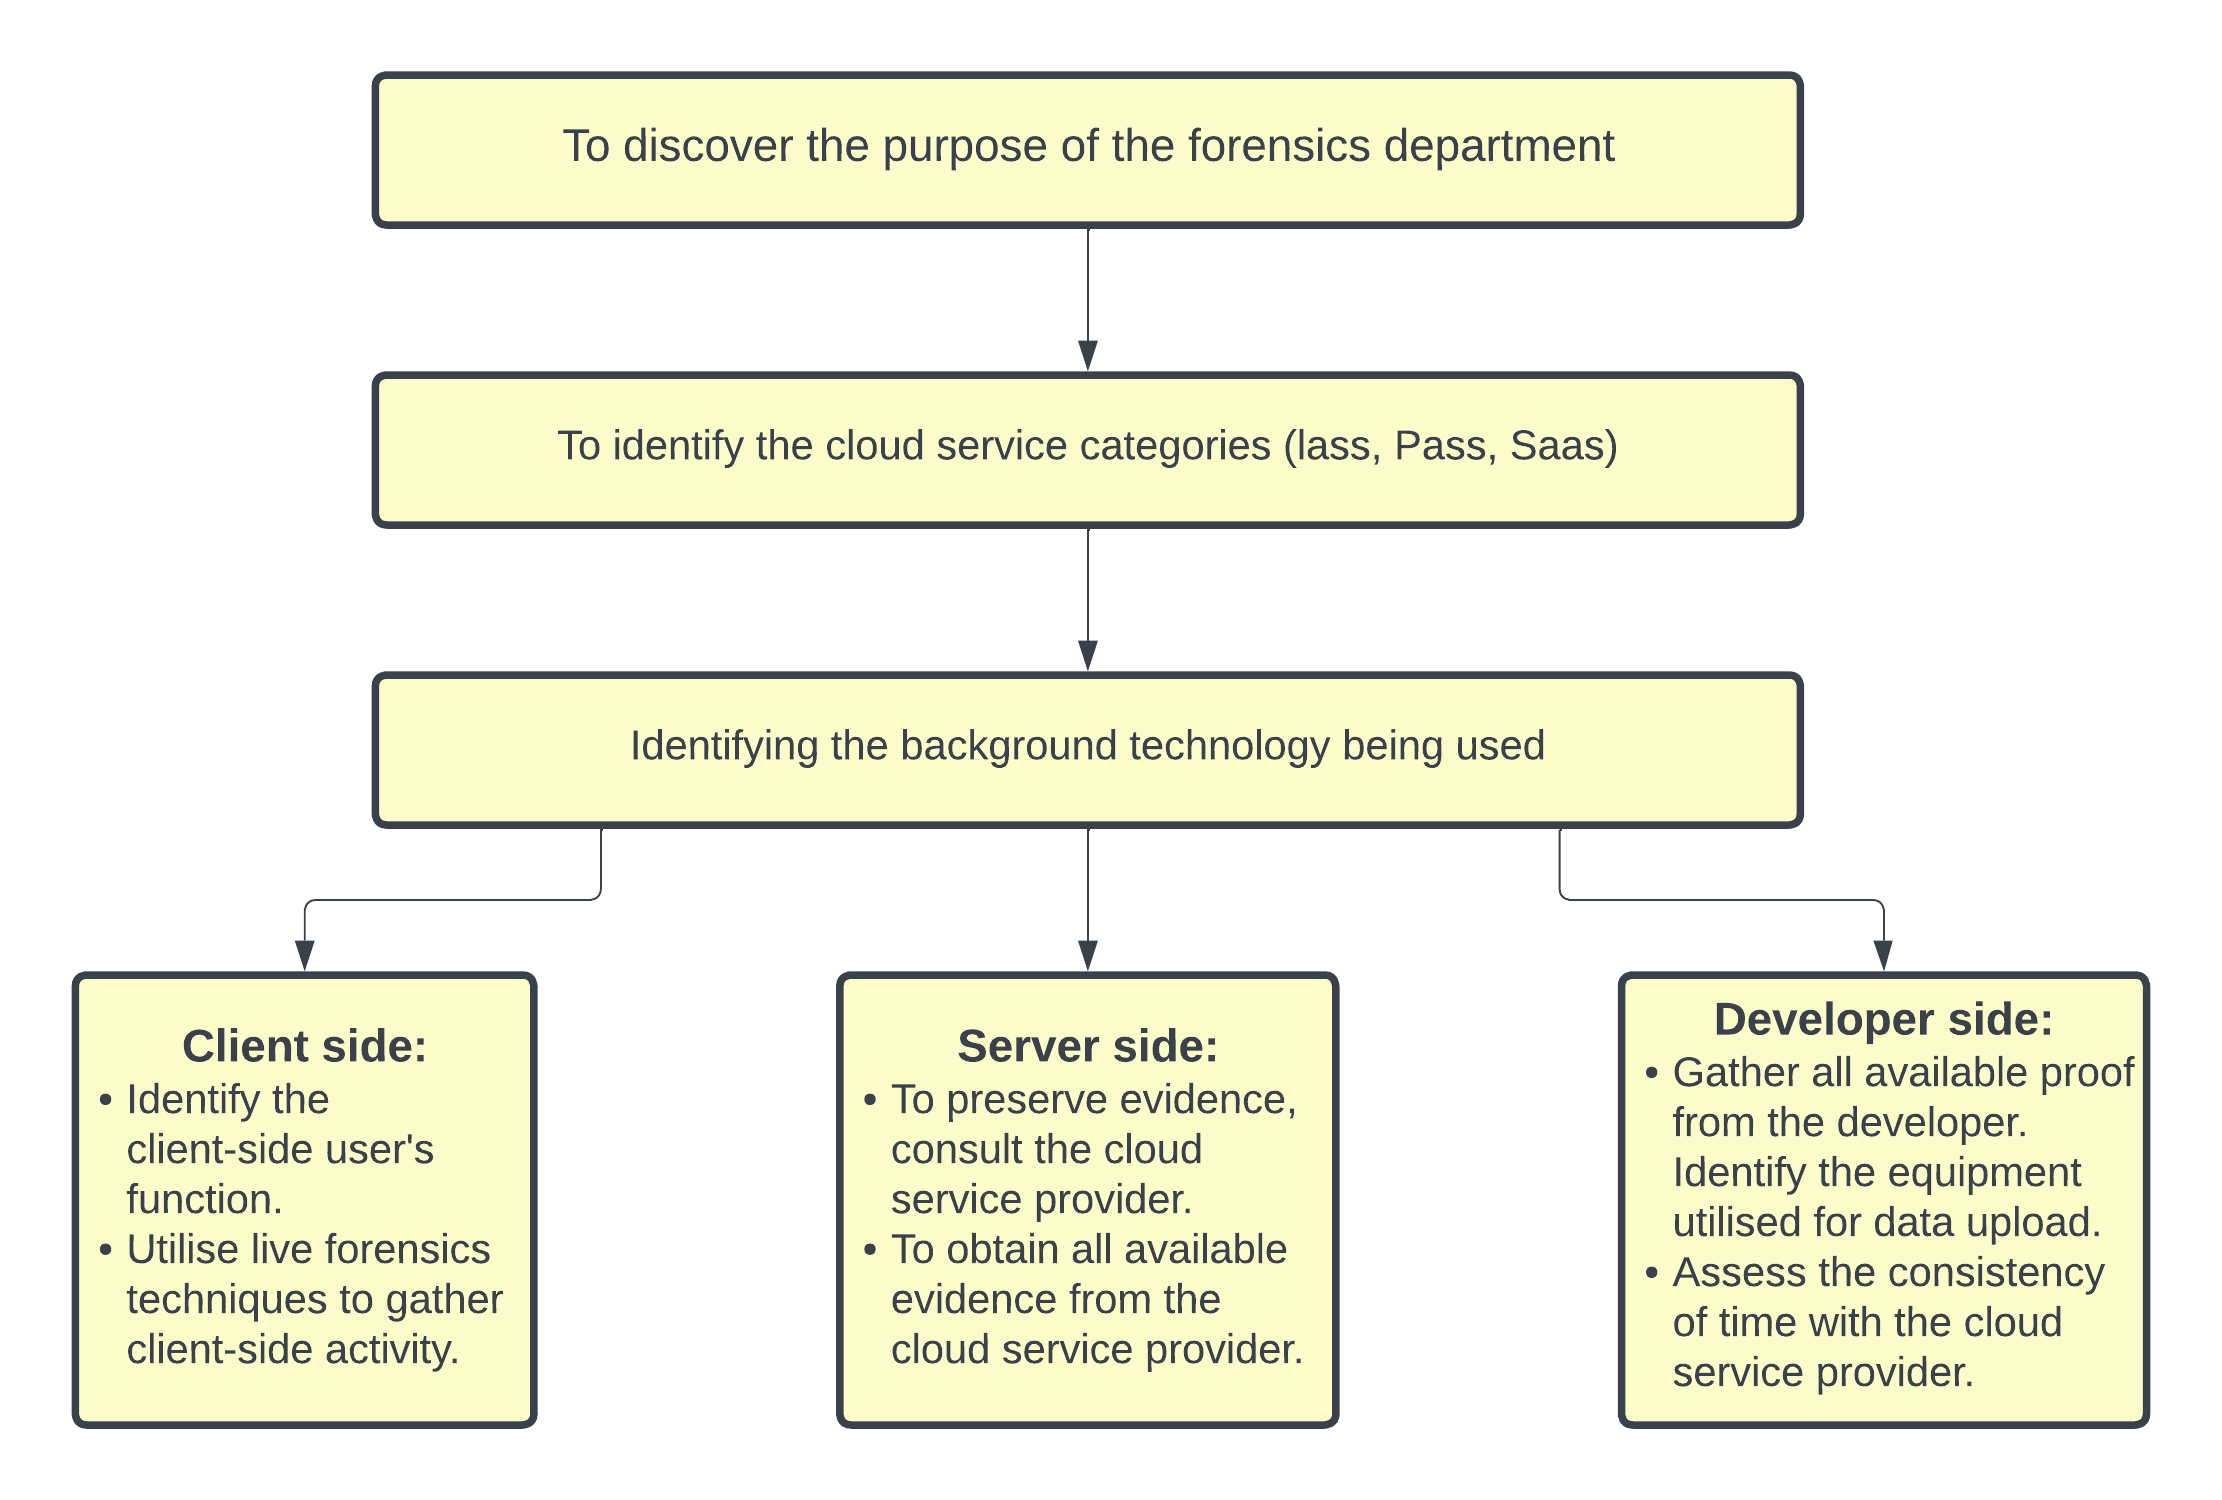 To discover the purpose of the forensics department
To identify the cloud service categories (lass, Pass, Saas)
Identifying the background technology being used
Client side:
• Identify the
client-side user's
function.
• Utilise live forensics
techniques to gather
client-side activity.
Server side:
• To preserve evidence,
consult the cloud
service provider.
• To obtain all available
evidence from the
cloud service provider.
Developer side:
• Gather all available proof
from the developer.
Identify the equipment
utilised for data upload.
• Assess the consistency
of time with the cloud
service provider.